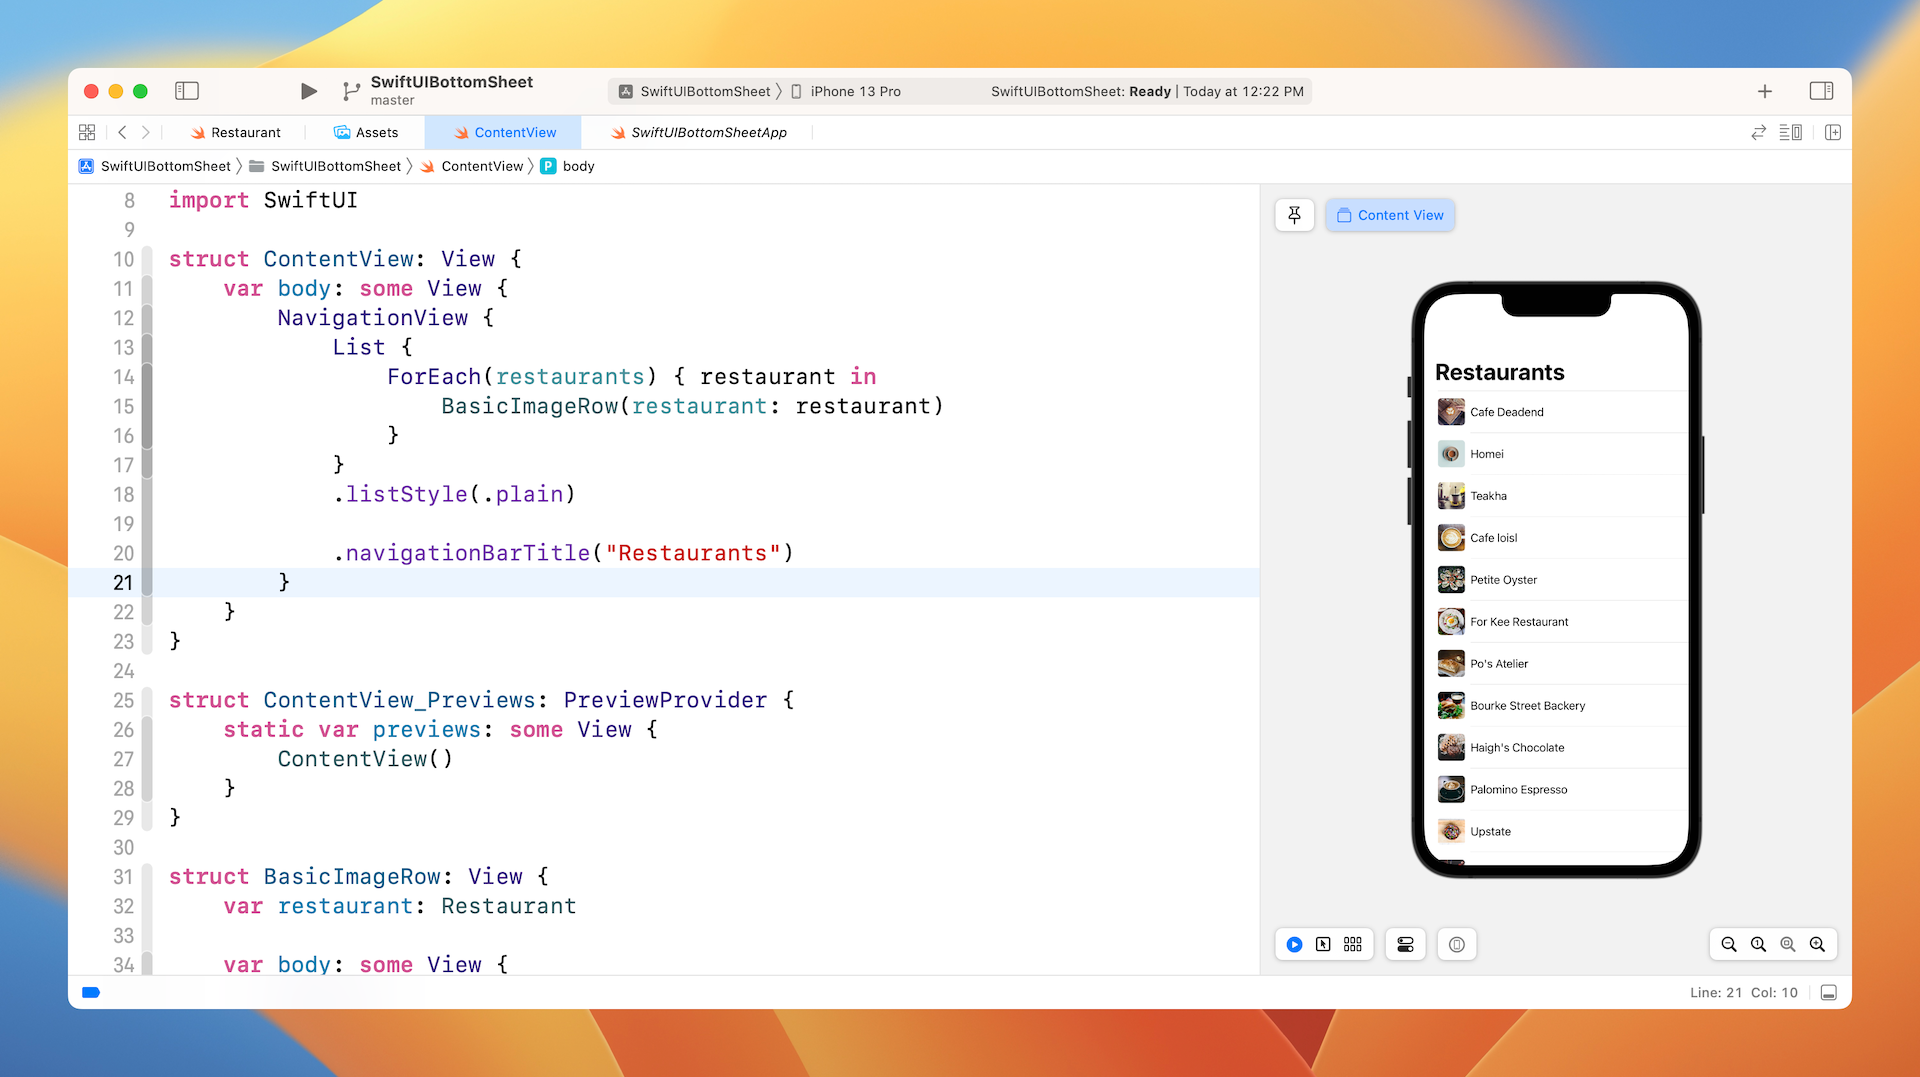 SwiftUIBottomSheet
master
SwiftUIBottomSheet iPhone 13 Pro SwiftUIBottomSheet: Ready | Today at 12:22 PM
Restaurant Assets ContentView SwiftUIBottomSheetApp
SwiftUIBottomSheet SwiftUIBottomSheet ContentView P body
8 import SwiftUI
9
10 struct ContentView: View {
11 var body: some View {
12 NavigationView {
13 List {
14 ForEach(restaurants) { restaurant in
15 BasicImageRow(restaurant: restaurant)
16 }
17 }
18 .listStyle(.plain)
19
20 .navigationBarTitle("Restaurants")
21 }
22 }
23 }
24
25 struct ContentView_Previews: PreviewProvider {
26 static var previews: some View {
27 ContentView()
28 }
29 }
30
31 struct BasicImageRow: View {
32 var restaurant: Restaurant
33
34 var body: some View {
Content View
Restaurants
Cafe Deadend
Homei
Teakha
Cafe loisl
Petite Oyster
For Kee Restaurant
Po's Atelier
Bourke Street Backery
Haigh's Chocolate
Palomino Espresso
Upstate
Line: 21 Col: 10